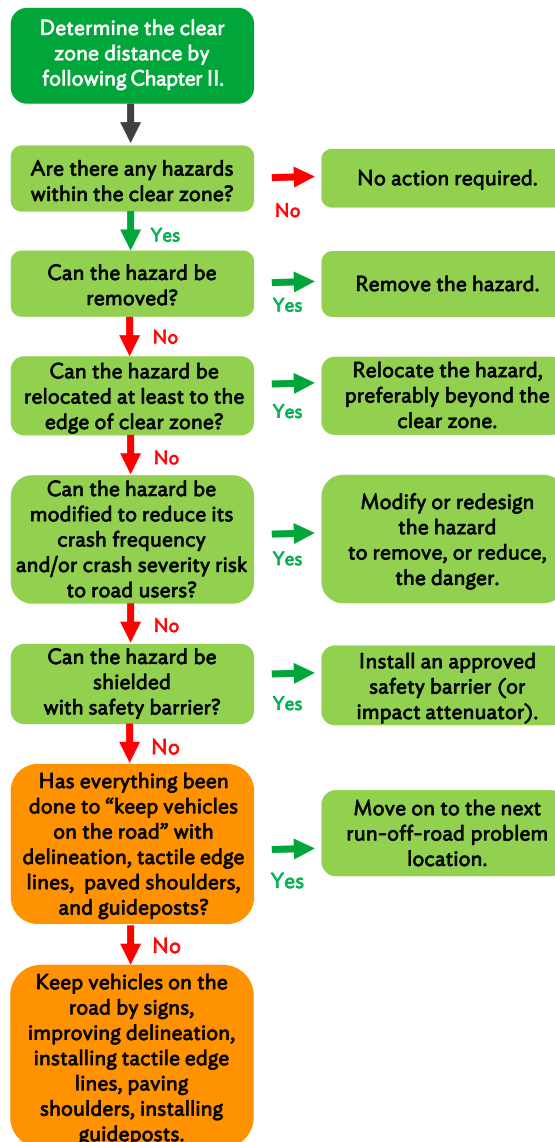 Determine the clear
zone distance by
following Chapter II.
Are there any hazards
within the clear zone?
No action required.
No
Yes
Can the hazard be
removed?
Remove the hazard.
Yes
No
Can the hazard be
relocated at least to the
edge of clear zone?
Relocate the hazard,
preferably beyond the
clear zone.
Yes
No
Can the hazard be
modified to reduce its
crash frequency
and/or crash severity risk
to road users?
Modify or redesign
the hazard
to remove, or reduce,
the danger.
Yes
No
Can the hazard be
shielded
with safety barrier?
Install an approved
safety barrier (or
impact attenuator).
Yes
No
Has everything been
done to “keep vehicles
on the road” with
delineation, tactile edge
lines, paved shoulders,
and guideposts?
Move on to the next
run-off-road problem
location.
Yes
No
Keep vehicles on the
road by signs,
improving delineation,
installing tactile edge
lines, paving
shoulders, installing
guideposts.